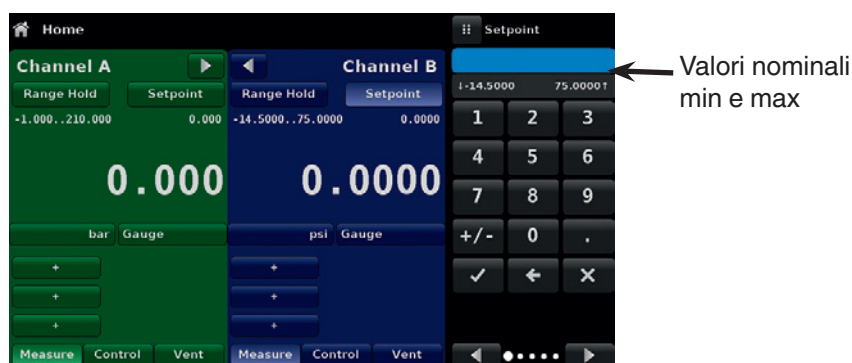 Home
Channel A
Range Hold Setpoint
-1.000..210.000 0.000
0.000
bar Gauge
+
+
+
Measure Control Vent
Channel B
Range Hold Setpoint
-14.5000..75.0000 0.0000
0.0000
psi Gauge
+
+
+
Measure Control Vent
Setpoint
↓-14.5000 75.0000↑
1 2 3
4 5 6
7 8 9
+/- 0 .
Valori nominali
min e max